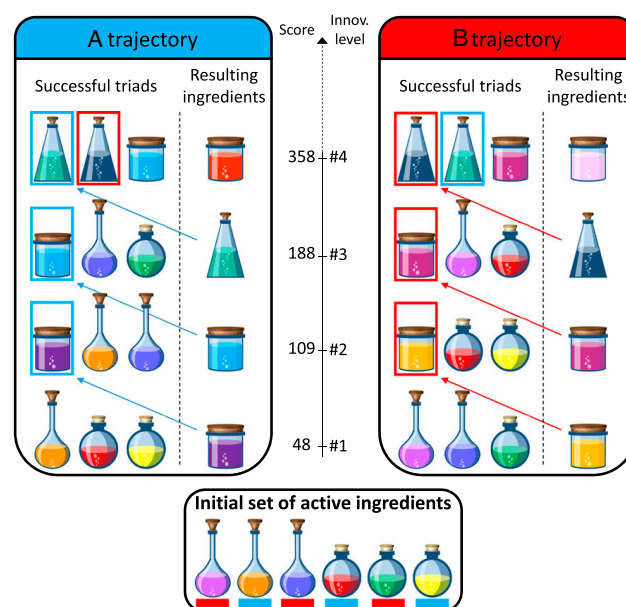 A trajectory
Score
Innov.
level
B trajectory
Successful triads
Resulting
ingredients
Successful triads
Resulting
ingredients
358
#4
188
#3
109
#2
48
#1
Initial set of active ingredients